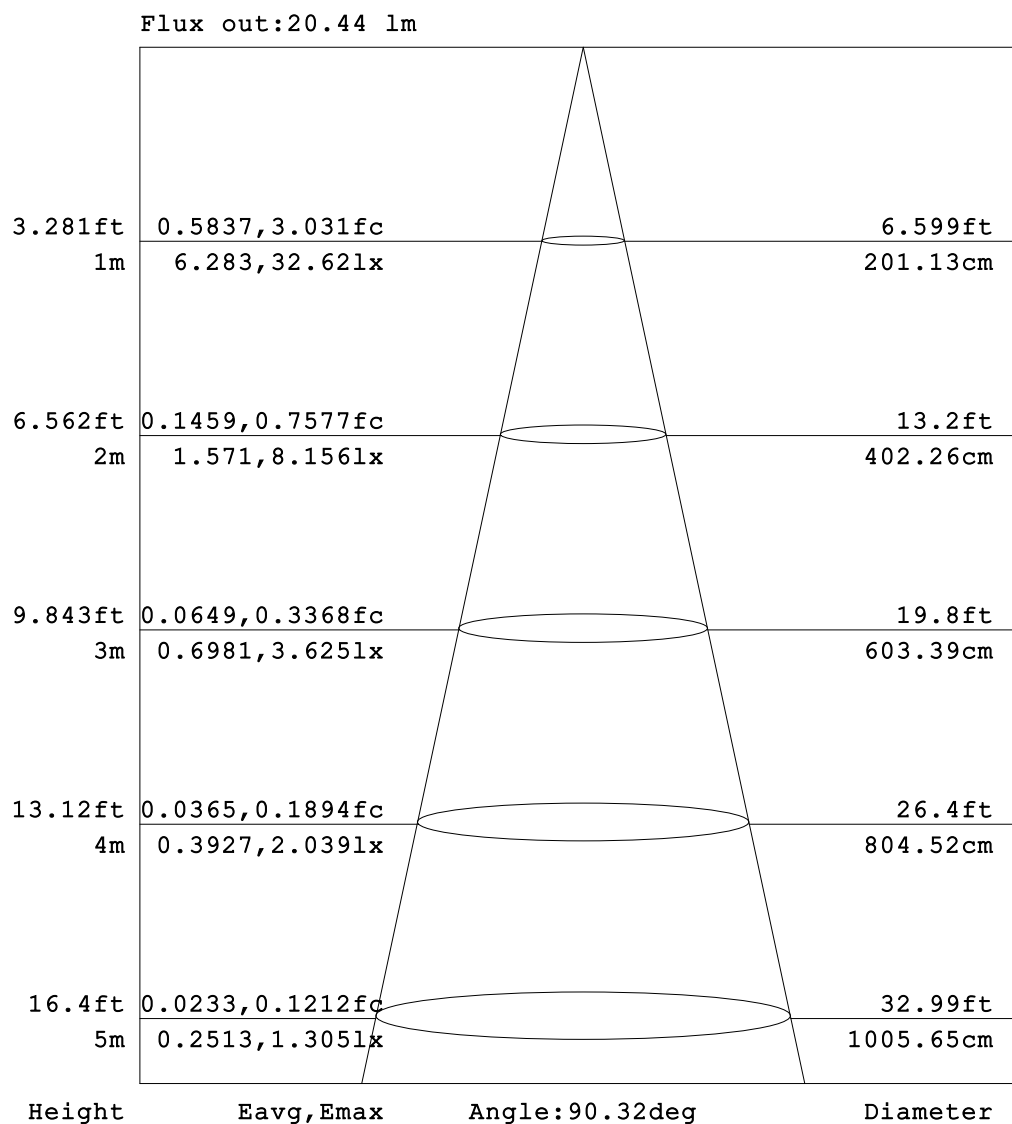 Flux out:20.44 lm
3.281ft 0.5837,3.031fc 6.599ft
1m 6.283,32.62lx 201.13cm
6.562ft 0.1459,0.7577fc 13.2ft
2m 1.571,8.156lx 402.26cm
9.843ft 0.0649,0.3368fc 19.8ft
3m 0.6981,3.625lx 603.39cm
13.12ft 0.0365,0.1894fc 26.4ft
4m 0.3927,2.039lx 804.52cm
16.4ft 0.0233,0.1212fc 32.99ft
5m 0.2513,1.305lx 1005.65cm
Height Eavg,Emax Angle:90.32deg Diameter